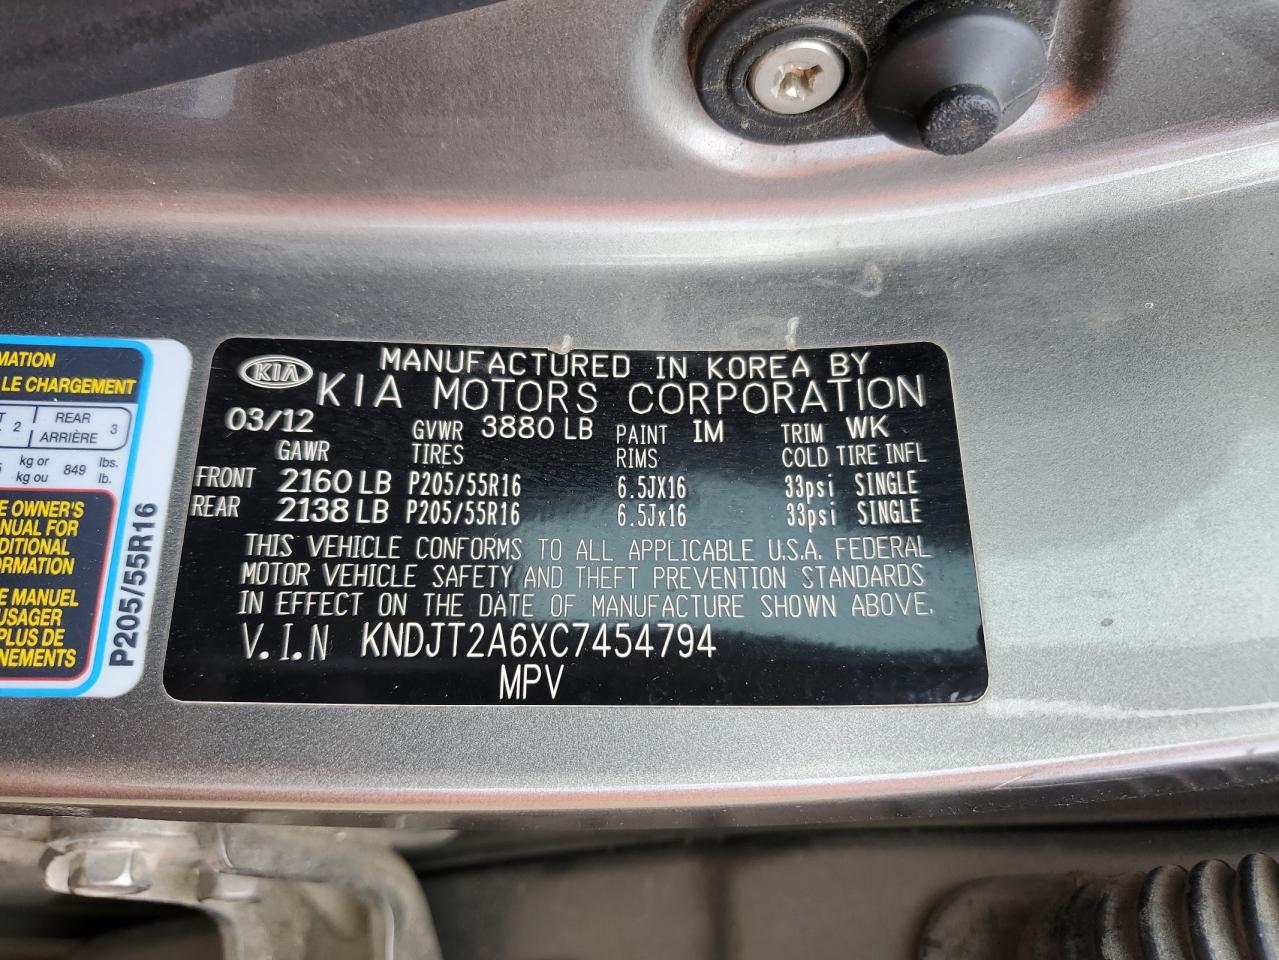 MATION
LE CHARGEMENT
2
REAR
ARRIÈRE
3
kg or
kg ou
849
lbs.
lb.
OWNER'S
MANUAL FOR
DITIONAL
ORMATION
E MANUEL
USAGER
PLUS DE
NEMENTS
P205/55R16
KIA
MANUFACTURED IN KOREA BY
KIA MOTORS CORPORATION
03/12 GVWR 3880 LB PAINT IM TRIM WK
GAWR TIRES RIMS COLD TIRE INFL
FRONT 2160 LB P205/55R16 6.5JX16 33psi SINGLE
REAR 2138 LB P205/55R16 6.5Jx16 33psi SINGLE
THIS VEHICLE CONFORMS TO ALL APPLICABLE U.S.A. FEDERAL
MOTOR VEHICLE SAFETY AND THEFT PREVENTION STANDARDS
IN EFFECT ON THE DATE OF MANUFACTURE SHOWN ABOVE.
V.I.N KNDJT2A6XC7454794
MPV